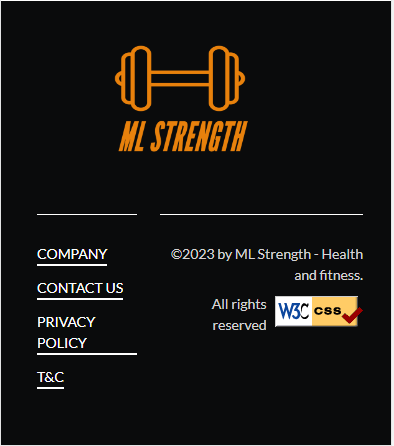 ML STRENGTH
COMPANY
CONTACT US
PRIVACY
POLICY
T&C
©2023 by ML Strength - Health
and fitness.
All rights
reserved
W3C css